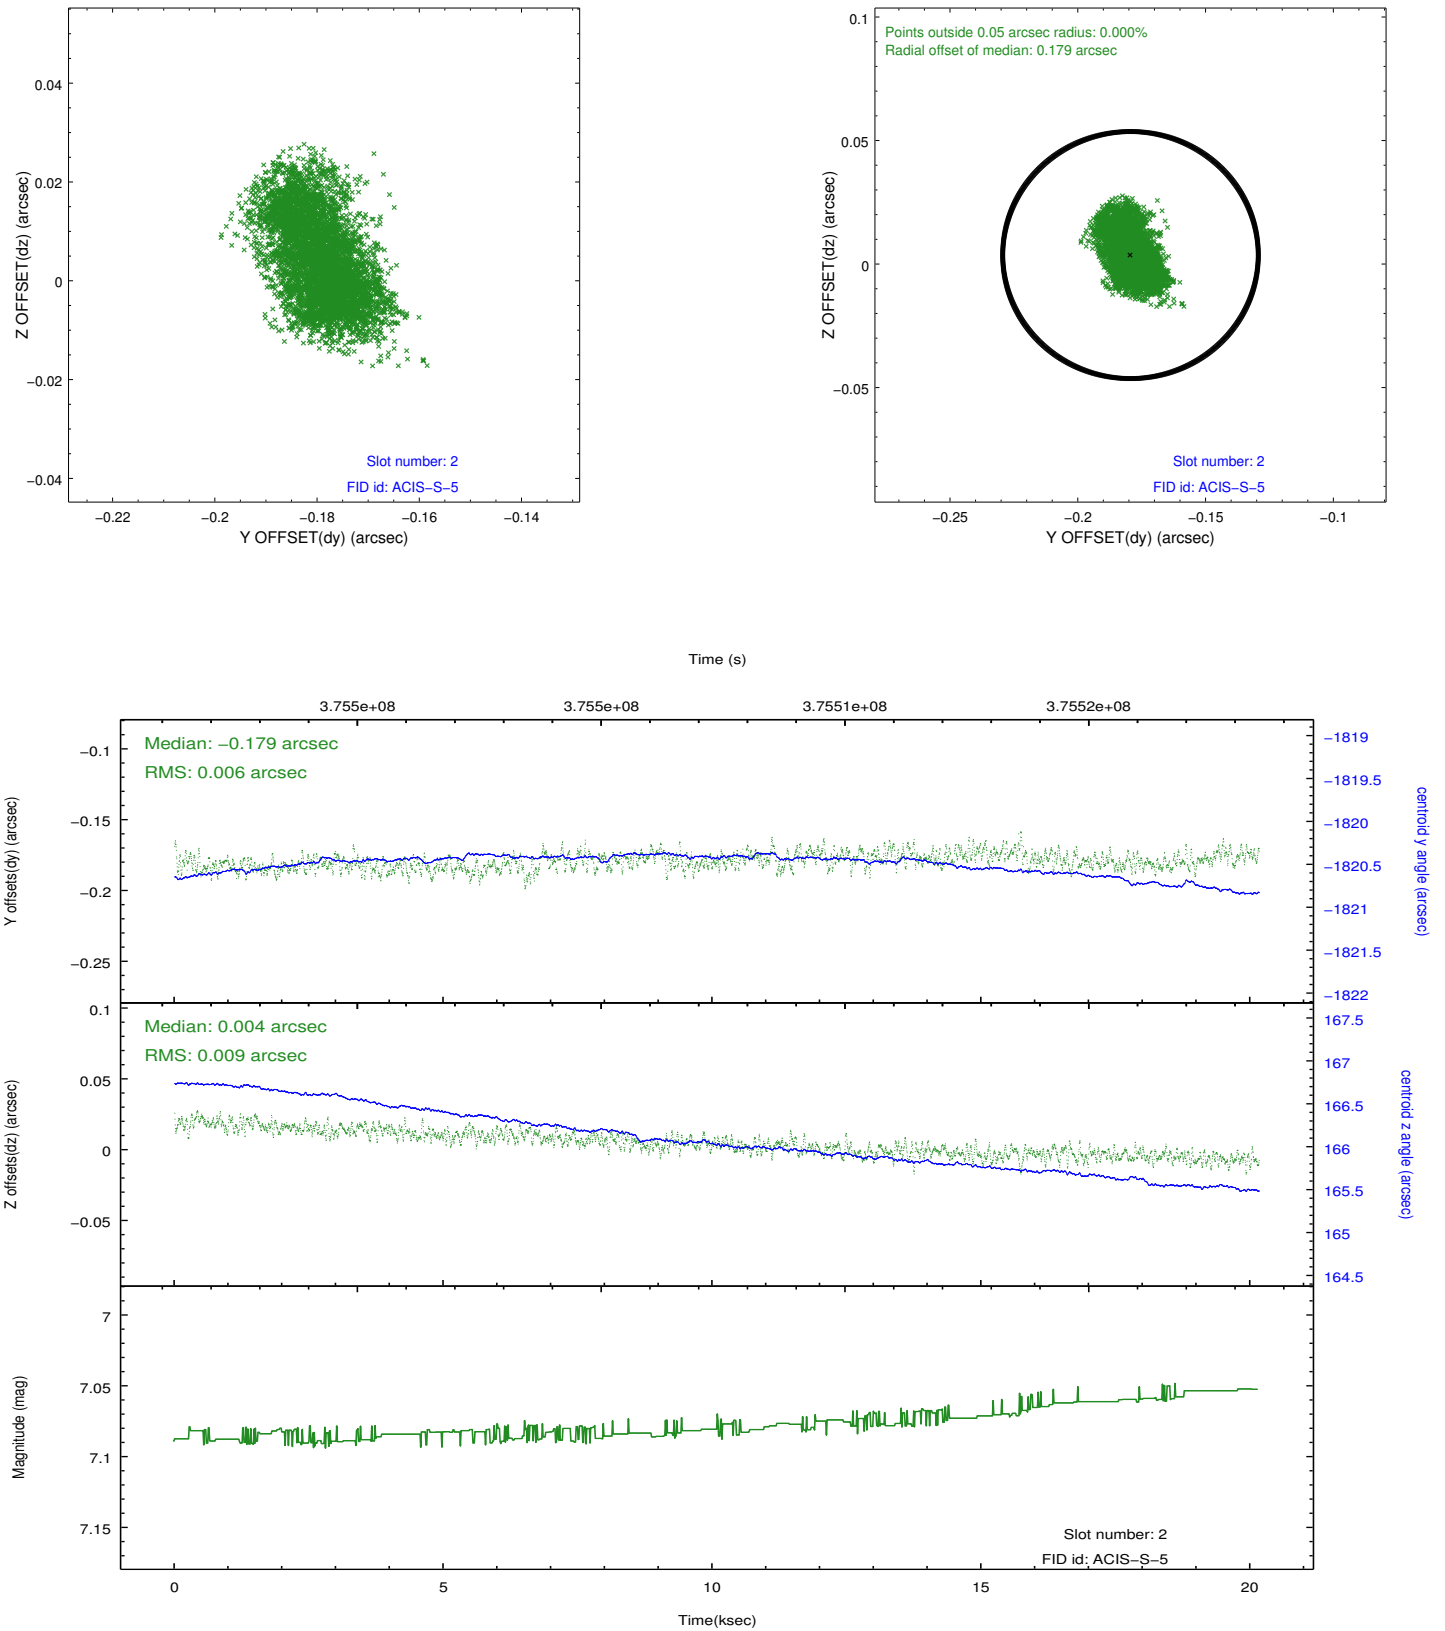 0.04
0.02
0
−0.02
−0.04
Z OFFSET(dz) (arcsec)
Slot number: 2
FID id: ACIS−S−5
−0.22
−0.2
−0.18
−0.16
−0.14
Y OFFSET(dy) (arcsec)
Points outside 0.05 arcsec radius: 0.000%
Radial offset of median: 0.179 arcsec
0.1
0.05
0
−0.05
Z OFFSET(dz) (arcsec)
Slot number: 2
FID id: ACIS−S−5
−0.25
−0.2
−0.15
−0.1
Y OFFSET(dy) (arcsec)
Time (s)
3.755e+08
3.755e+08
3.7551e+08
3.7552e+08
Median: −0.179 arcsec
RMS: 0.006 arcsec
−0.1
−0.15
−0.2
−0.25
Y offsets(dy) (arcsec)
−1819
−1819.5
−1820
−1820.5
−1821
−1821.5
−1822
centroid y angle (arcsec)
Median: 0.004 arcsec
RMS: 0.009 arcsec
0.1
0.05
0
−0.05
Z offsets(dz) (arcsec)
167.5
167
166.5
166
165.5
165
164.5
centroid z angle (arcsec)
7
7.05
7.1
7.15
Magnitude (mag)
Slot number: 2
FID id: ACIS−S−5
0
5
10
15
20
Time(ksec)